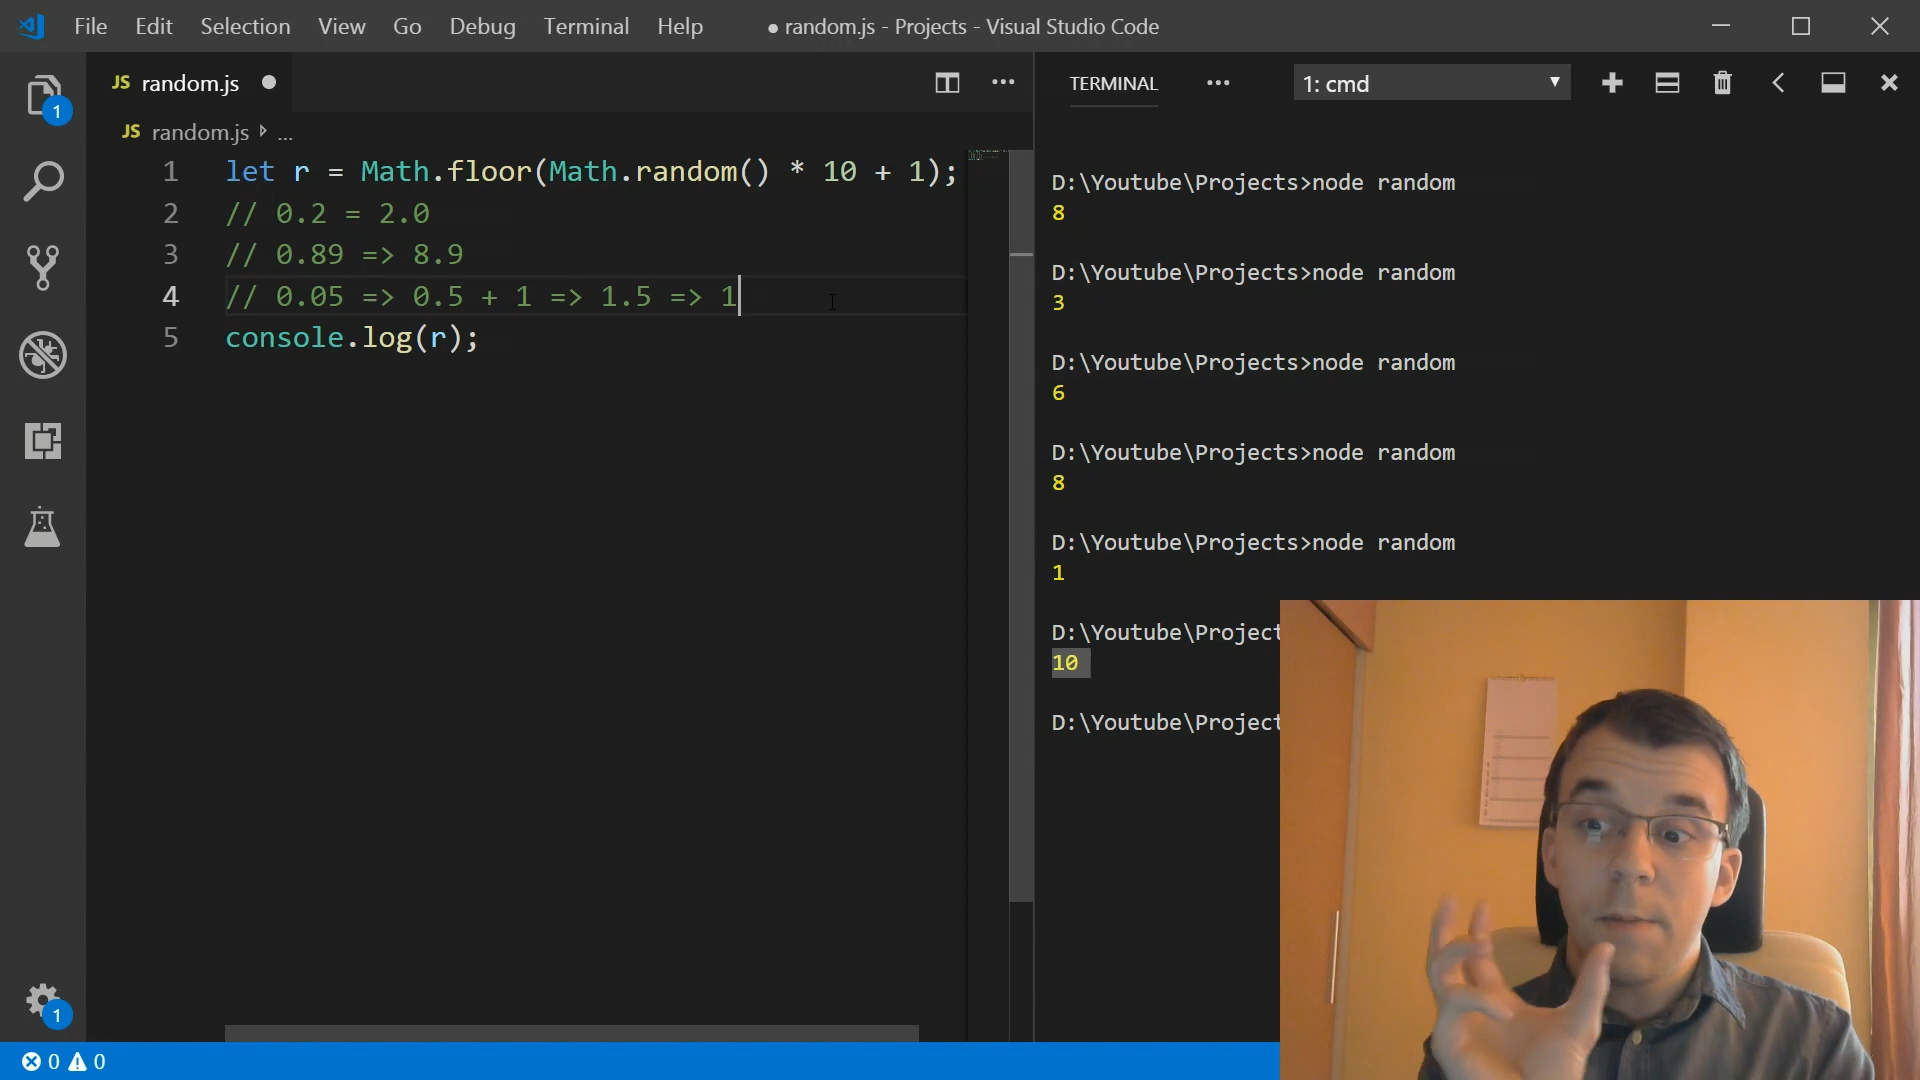 File Edit Selection View Go Debug Terminal Help ● random.js - Projects - Visual Studio Code
JS random.js ●
JS random.js ...
1 let r = Math.floor(Math.random() * 10 + 1);
2 // 0.2 = 2.0
3 // 0.89 => 8.9
4 // 0.05 => 0.5 + 1 => 1.5 => 1
5 console.log(r);
1
1
0 0
TERMINAL ... 1: cmd
D:\Youtube\Projects>node random
8
D:\Youtube\Projects>node random
3
D:\Youtube\Projects>node random
6
D:\Youtube\Projects>node random
8
D:\Youtube\Projects>node random
1
D:\Youtube\Project
10
D:\Youtube\Project